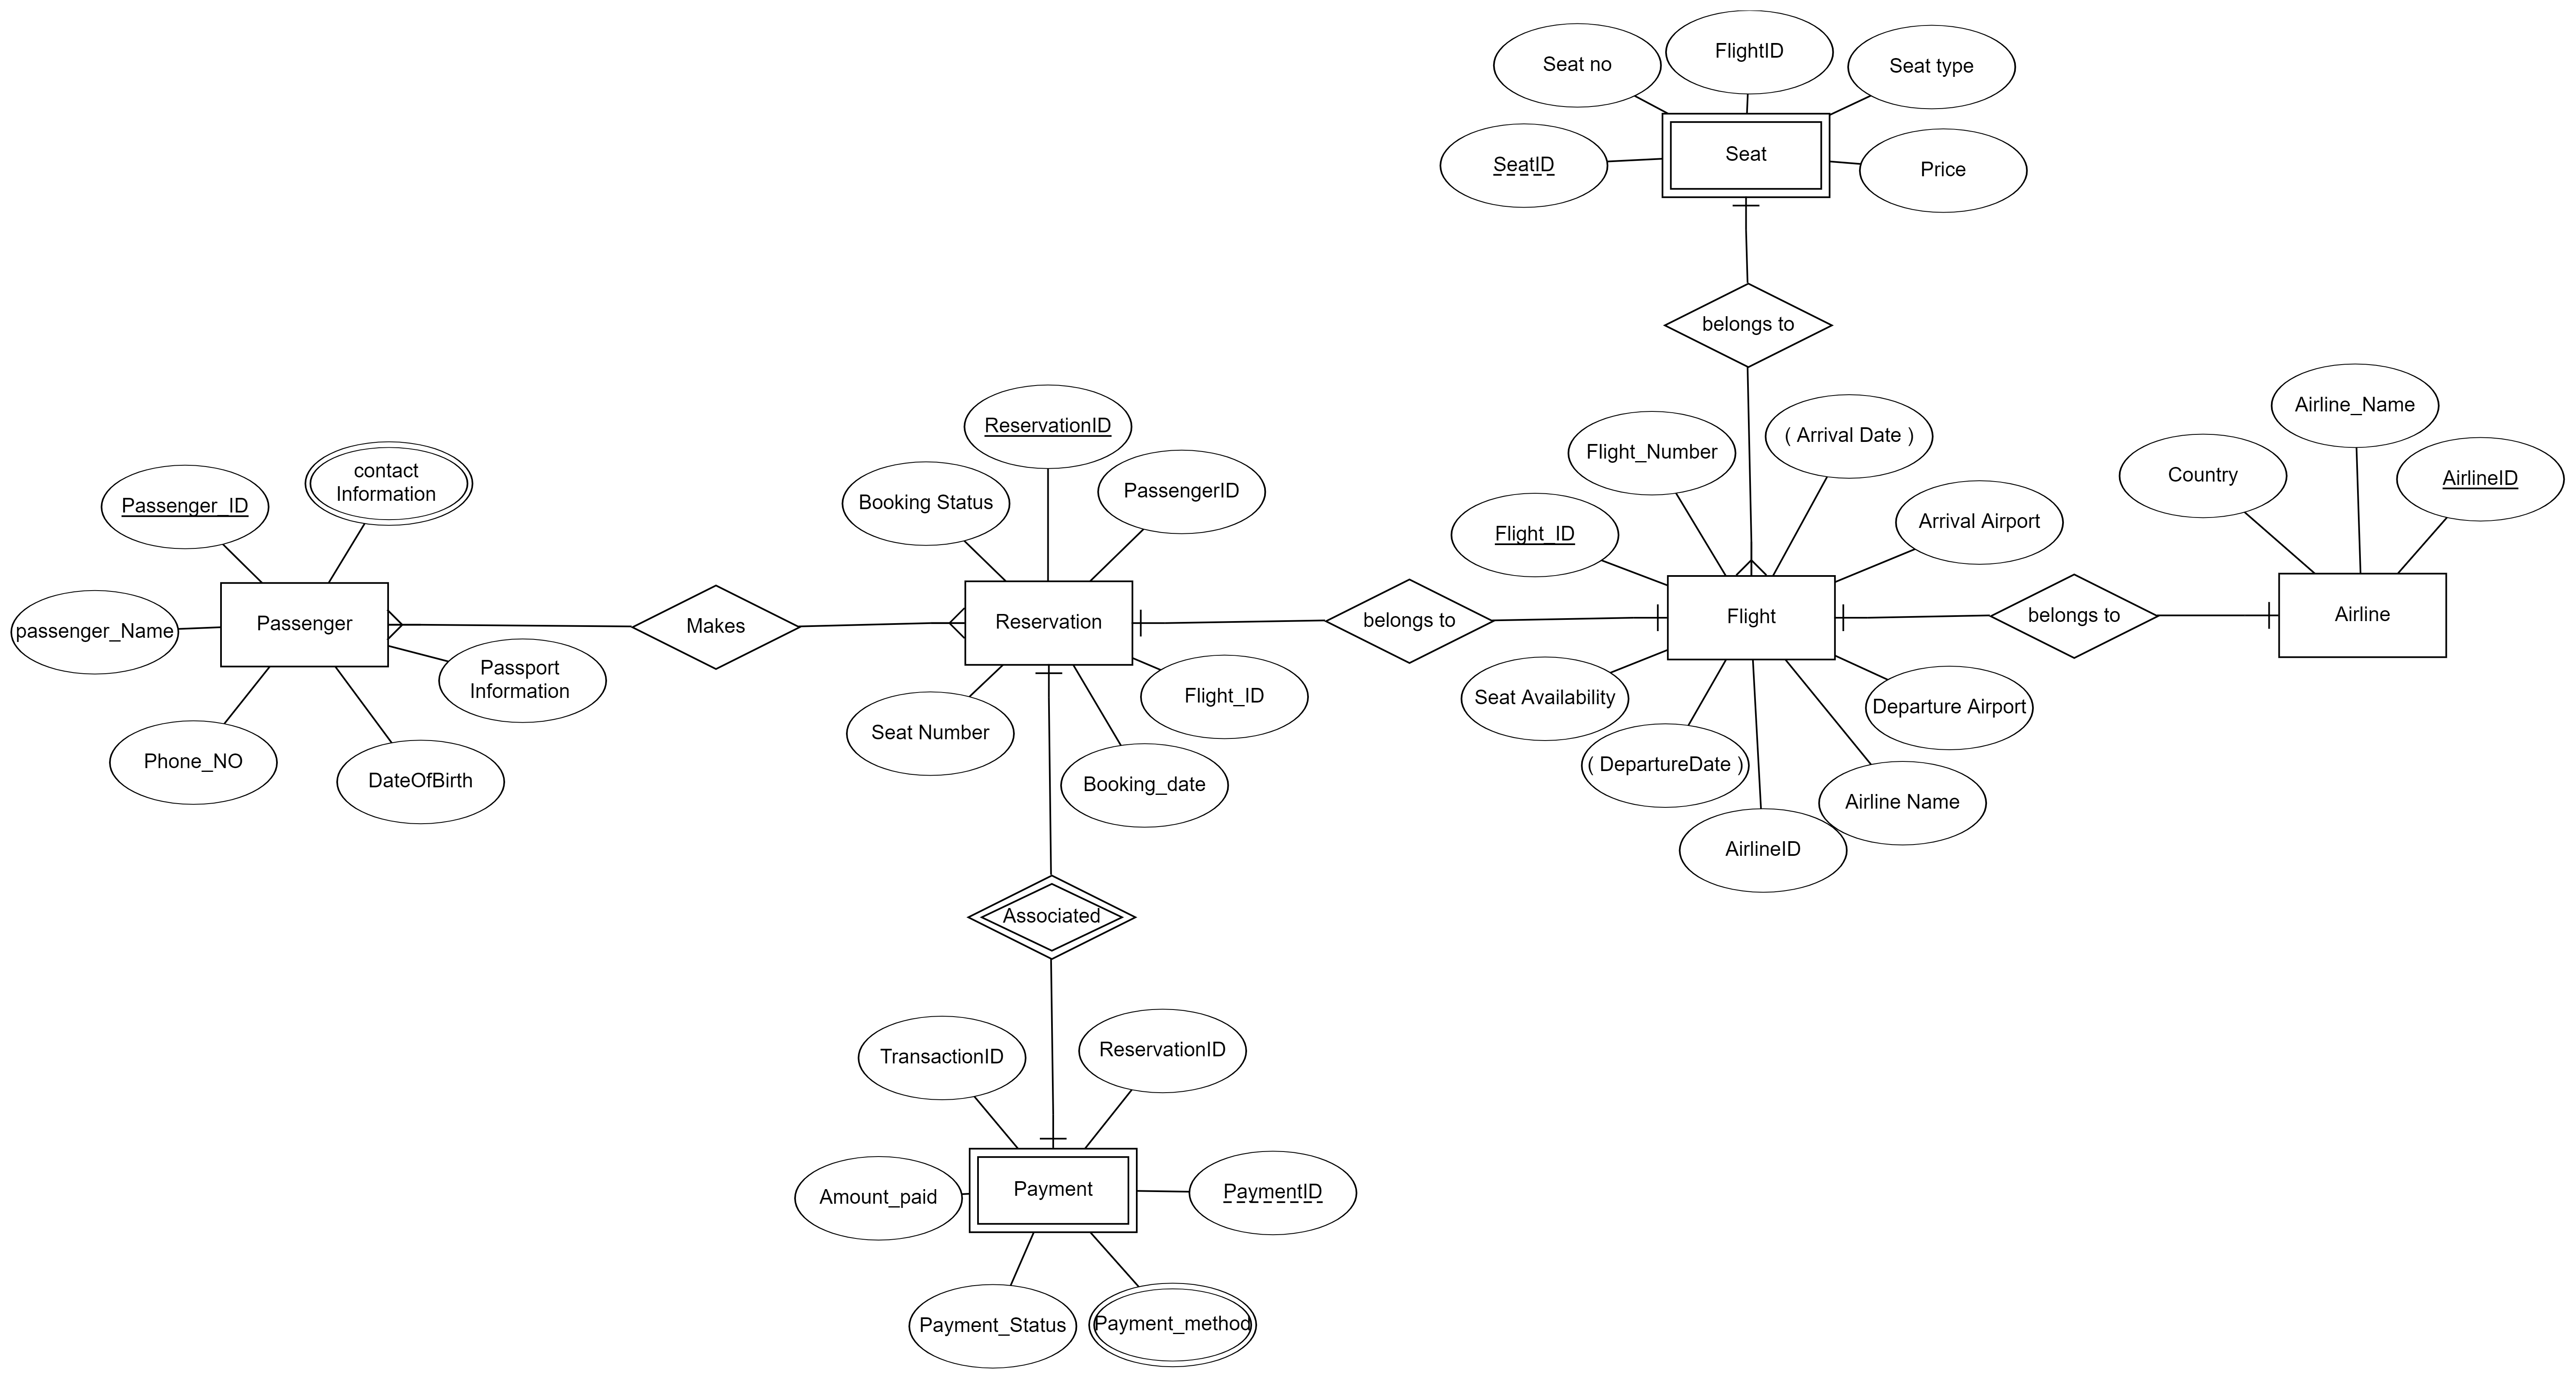 FlightID
Seat no
Seat type
Seat
SeatID
Price
belongs to
Airline_Name
ReservationID
Flight_Number
( Arrival Date )
Country
AirlineID
contact
Information
Passenger_ID
Booking Status
PassengerID
Flight_ID
Arrival Airport
Passenger
Makes
Reservation
belongs to
Flight
belongs to
Airline
passenger_Name
Passport
Information
Flight_ID
Seat Availability
Departure Airport
Seat Number
Phone_NO
DateOfBirth
Booking_date
( DepartureDate )
Airline Name
AirlineID
Associated
TransactionID
ReservationID
Amount_paid
Payment
PaymentID
Payment_Status
Payment_method